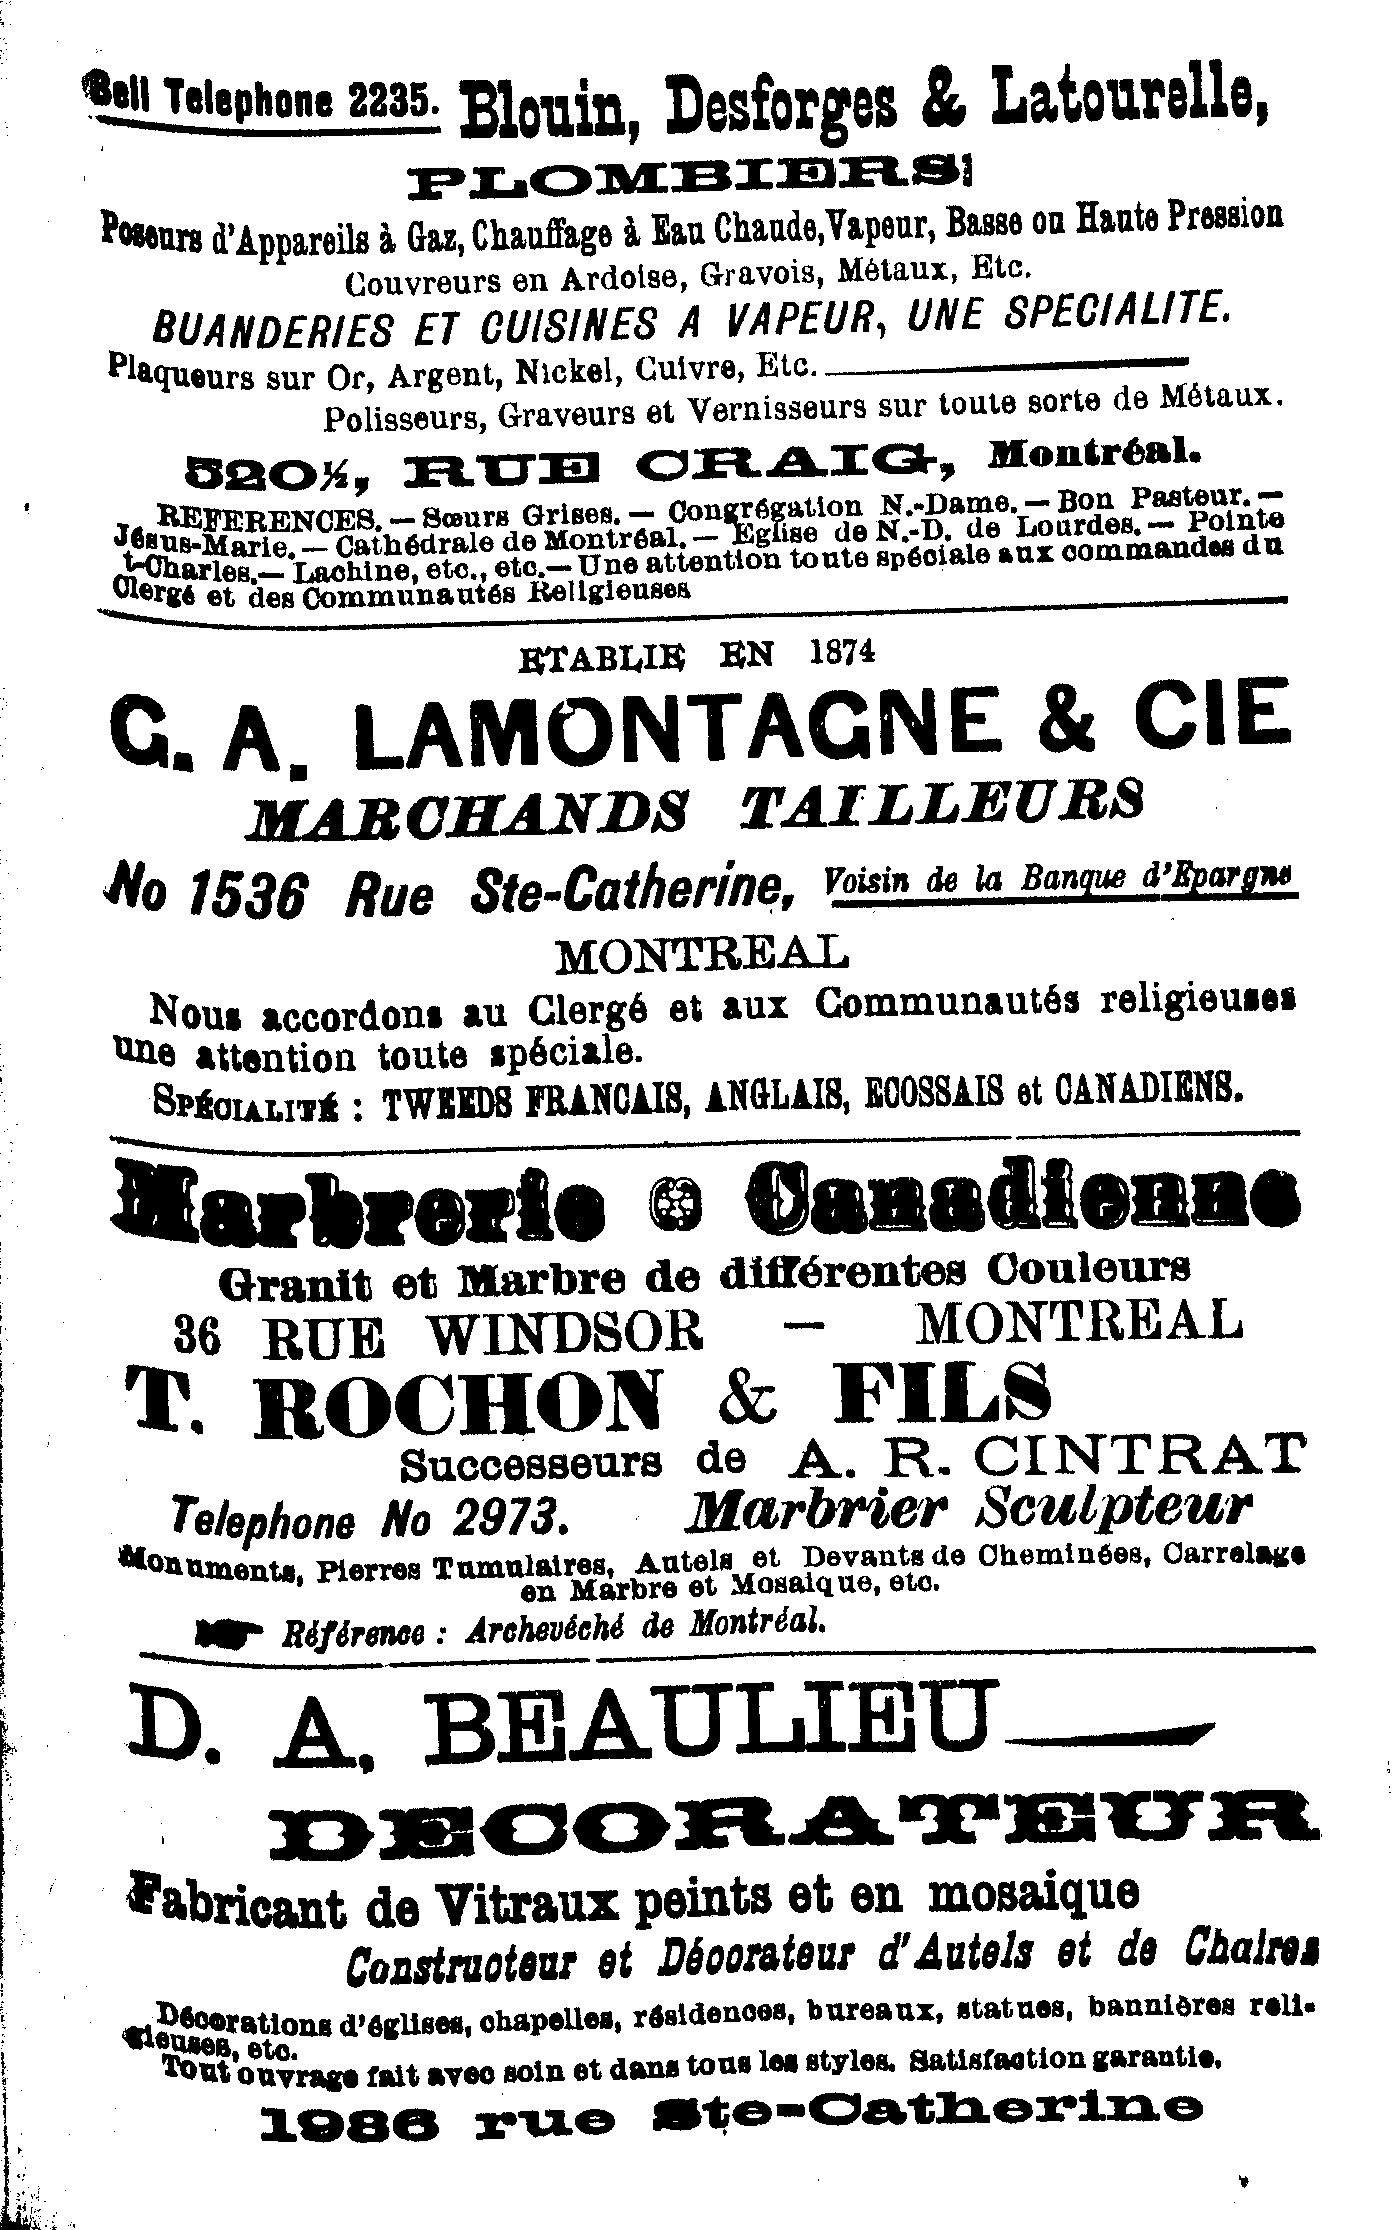 Bell Telephone 2235. Blouin, Desforges & Latourelle,
PLOMBIERS!
Poseurs d'Appareils à Gaz, Chauffage à Eau Chaude, Vapeur, Basse ou Haute Pression
Couvreurs en Ardoise, Gravois, Métaux, Etc.
BUANDERIES ET CUISINES A VAPEUR, UNE SPECIALITE.
Plaqueurs sur Or, Argent, Nickel, Cuivre, Etc.
Polisseurs, Graveurs et Vernisseurs sur toute sorte de Métaux.
520½, RUE CRAIG, Montréal.
REFERENCES. — Sœurs Grises. — Congrégation N.-Dame. — Bon Pasteur. —
Jésus-Marie. — Cathédrale de Montréal. — Eglise de N.-D. de Lourdes. — Pointe
t-Charles. — Lachine, etc., etc. — Une attention toute spéciale aux commandes du
Clergé et des Communautés Religieuses
ETABLIE EN 1874
G. A. LAMONTAGNE & CIE
MARCHANDS TAILLEURS
No 1536 Rue Ste-Catherine, Voisin de la Banque d'Epargne
MONTREAL
Nous accordons au Clergé et aux Communautés religieuses
une attention toute spéciale.
SPÉCIALITÉ : TWEEDS FRANCAIS, ANGLAIS, ECOSSAIS et CANADIENS.
Marbrerie Canadienne
Granit et Marbre de différentes Couleurs
36 RUE WINDSOR — MONTREAL
T. ROCHON & FILS
Successeurs de A. R. CINTRAT
Telephone No 2973. Marbrier Sculpteur
Monuments, Pierres Tumulaires, Autels et Devants de Cheminées, Carrelage
en Marbre et Mosaique, etc.
Référence : Archevéché de Montréal.
D. A. BEAULIEU
DECORATEUR
Fabricant de Vitraux peints et en mosaique
Constructeur et Décorateur d'Autels et de Chaires
Décorations d'églises, chapelles, résidences, bureaux, statues, bannières reli-
gieuses, etc.
Tout ouvrage fait avec soin et dans tous les styles. Satisfaction garantie.
1986 rue Ste-Catherine